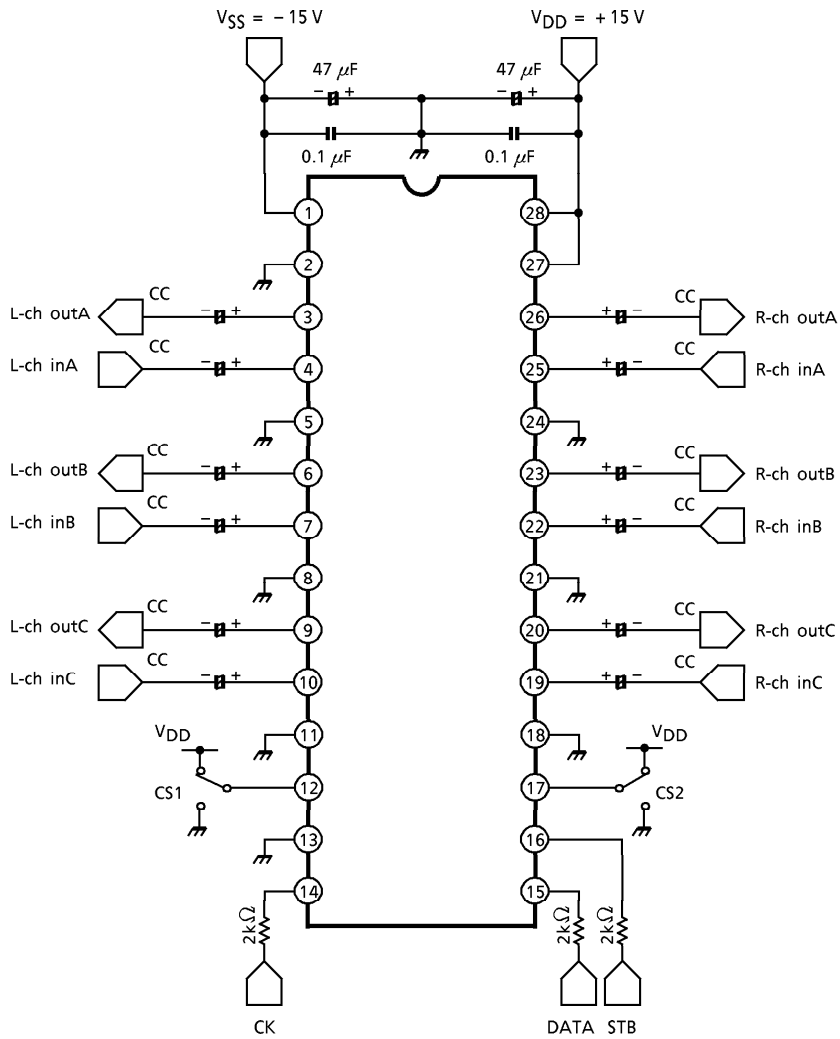 VSS = - 15 V VDD = + 15 V
47 μF 47 μF
- + - +
0.1 μF 0.1 μF
1 28
2 27
L-ch outA CC - + 3 26 + - CC R-ch outA
L-ch inA CC - + 4 25 + - CC R-ch inA
5 24
L-ch outB CC - + 6 23 + - CC R-ch outB
L-ch inB CC - + 7 22 + - CC R-ch inB
8 21
L-ch outC CC - + 9 20 + - CC R-ch outC
L-ch inC CC - + 10 19 + - CC R-ch inC
11 18
VDD VDD
CS1 12 17 CS2
13 16
14 15
2kΩ 2kΩ 2kΩ
CK DATA STB